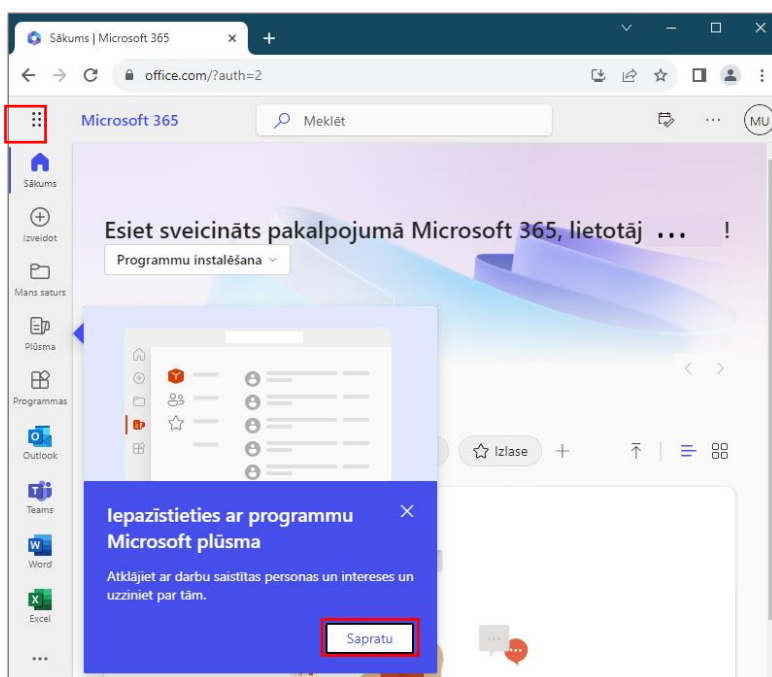 Sākums | Microsoft 365
office.com/?auth=2
Microsoft 365
Meklēt
MU
Sākums
Izveidot
Mans saturs
Plūsma
Programmas
Outlook
Teams
Word
Excel
Esiet sveicināts pakalpojumā Microsoft 365, lietotāj ... !
Programmu instalēšana
Izlase
Iepazīstieties ar programmu
Microsoft plūsma
Atklājiet ar darbu saistītas personas un intereses un
uzziniet par tām.
Sapratu